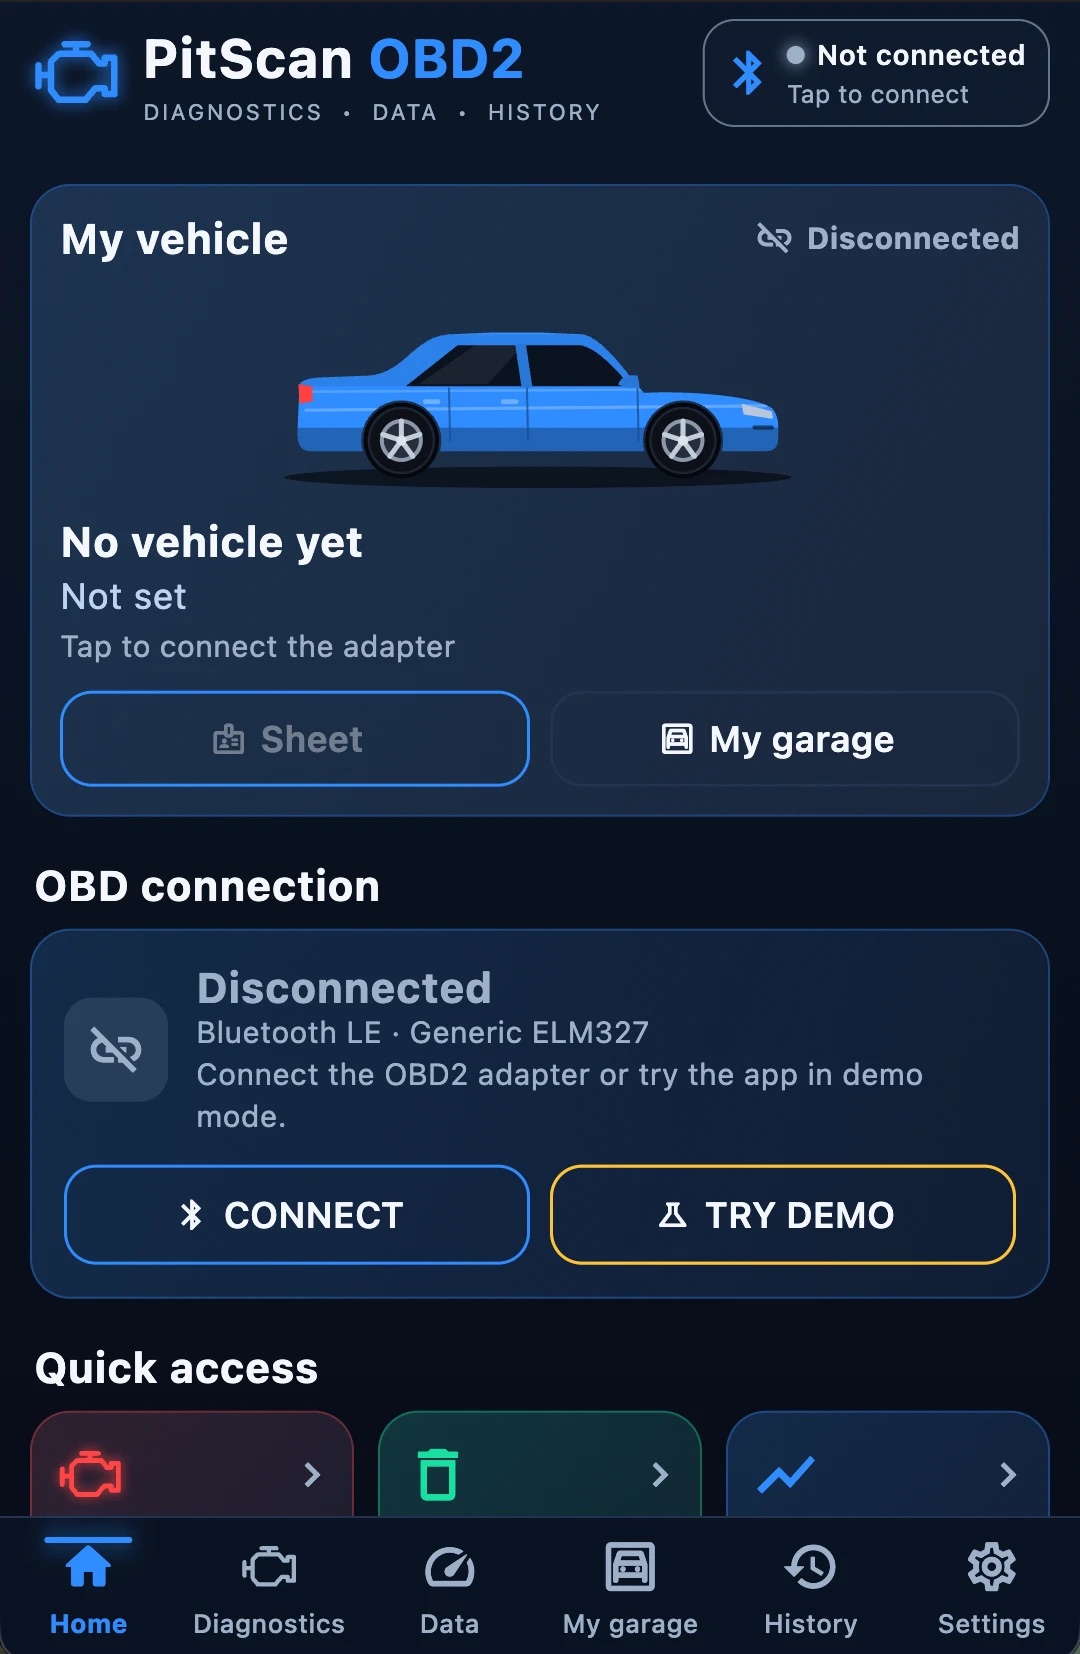 PitScan OBD2
DIAGNOSTICS • DATA • HISTORY
Not connected
Tap to connect
My vehicle
Disconnected
No vehicle yet
Not set
Tap to connect the adapter
Sheet
My garage
OBD connection
Disconnected
Bluetooth LE · Generic ELM327
Connect the OBD2 adapter or try the app in demo
mode.
CONNECT
TRY DEMO
Quick access
Home
Diagnostics
Data
My garage
History
Settings